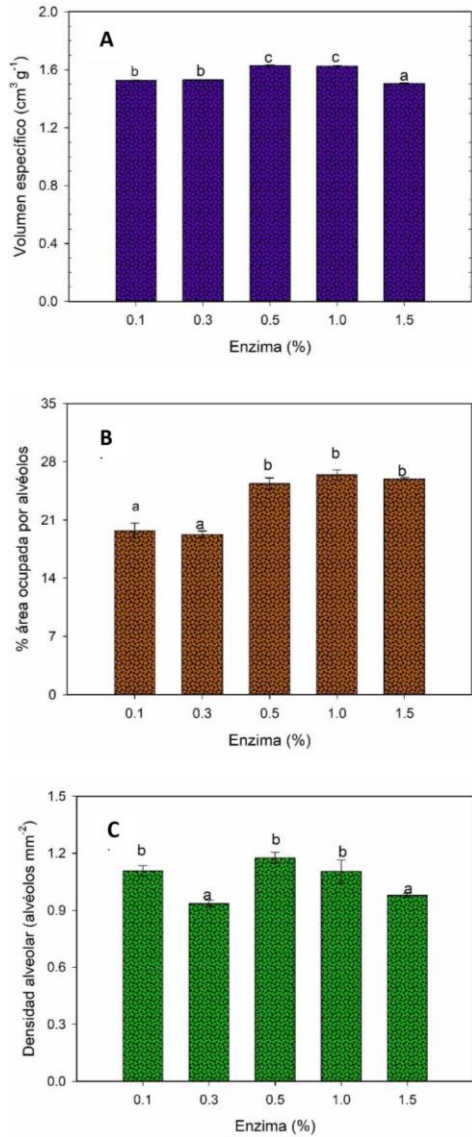 A
2.0
1.6
1.2
0.8
0.4
0.0
b b c c a
0.1 0.3 0.5 1.0 1.5
Enzima (%)
Volumen específico (cm³ g⁻¹)
B
35
28
21
14
7
0
a a b b b
0.1 0.3 0.5 1.0 1.5
Enzima (%)
% área ocupada por alvéolos
C
1.5
1.2
0.9
0.6
0.3
0.0
b a b b a
0.1 0.3 0.5 1.0 1.5
Enzima (%)
Densidad alveolar (alvéolos mm⁻²)